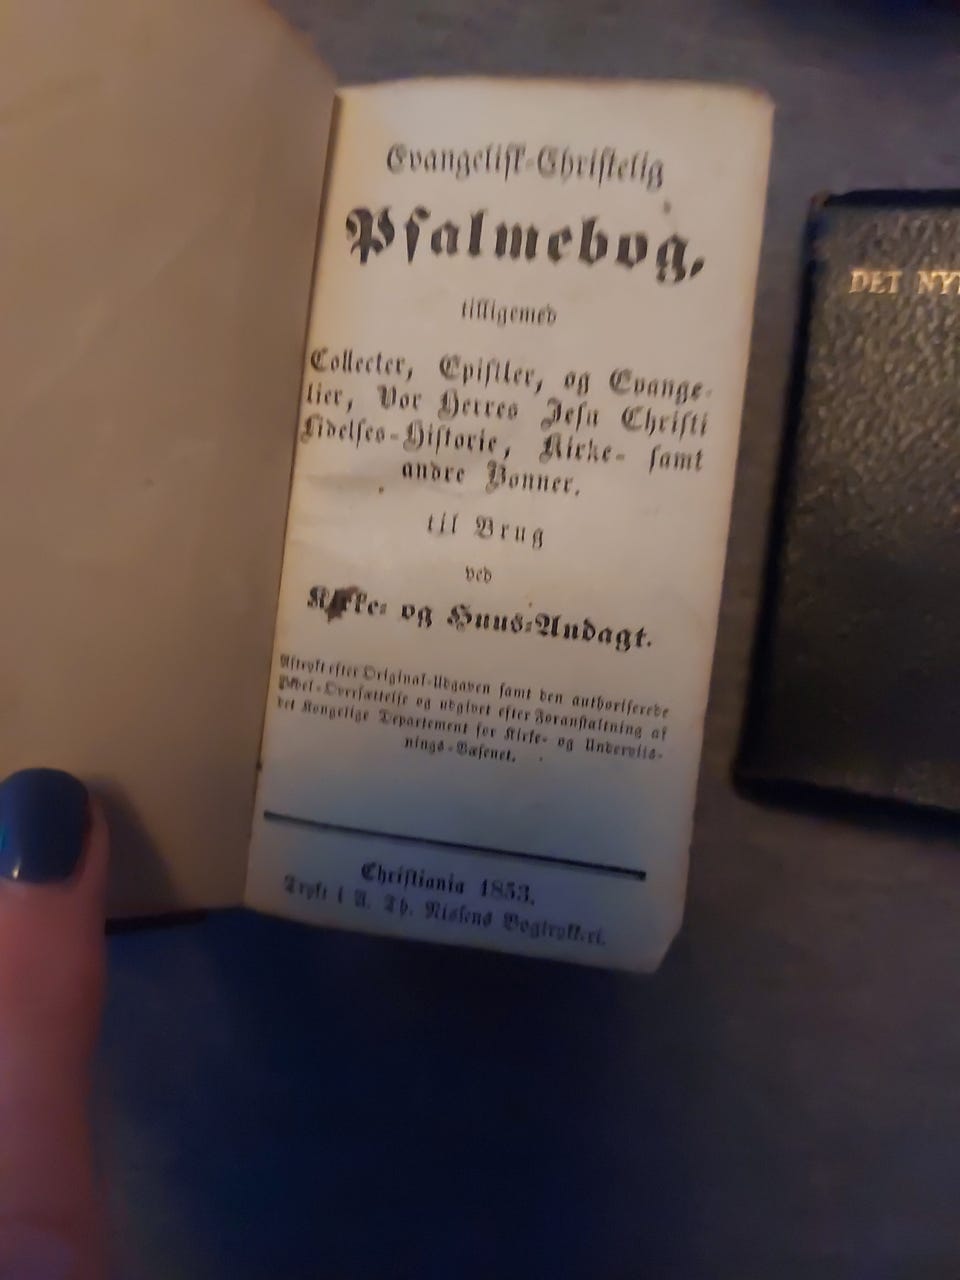 Evangelisk-Christelig
Psalmebog,
tilligemed
Collecter, Epistler, og Evange-
lier, Vor Herres Jesu Christi
Lidelses-Historie, Kirke- samt
andre Bønner,
til Brug
ved
Kirke- og Huus-Andagt.
Aftrykt efter Original-Udgaven samt den authoriserede
Bibel-Oversættelse og udgivet efter Foranstaltning af
det Kongelige Departement for Kirke- og Underviis-
nings-Væsenet.
Christiania 1853.
Trykt i A. Th. Nissens Bogtrykkeri.
DET NY